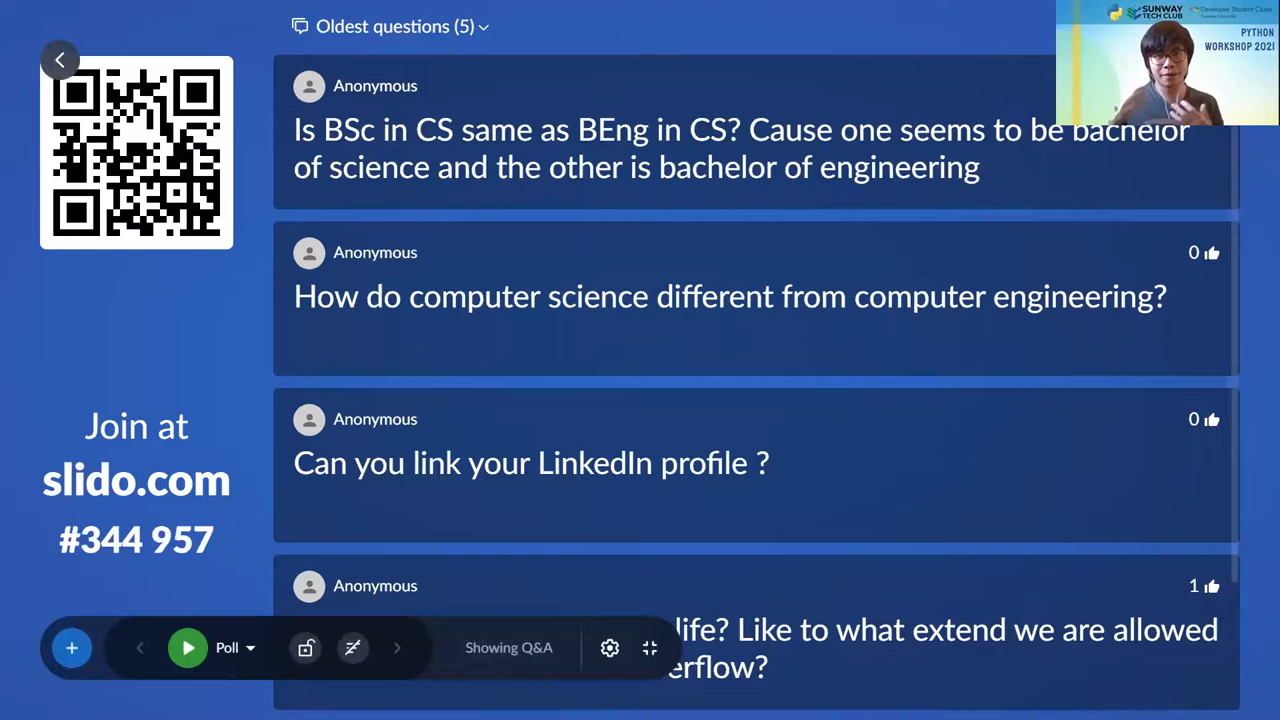 Oldest questions (5)
SUNWAY
TECH CLUB
Developer Student Clubs
PYTHON
WORKSHOP 2021
Anonymous
Is BSc in CS same as BEng in CS? Cause one seems to be bachelor
of science and the other is bachelor of engineering
Anonymous
0
How do computer science different from computer engineering?
Anonymous
0
Can you link your LinkedIn profile ?
Anonymous
1
life? Like to what extend we are allowed
erflow?
Join at
slido.com
#344 957
Poll
Showing Q&A